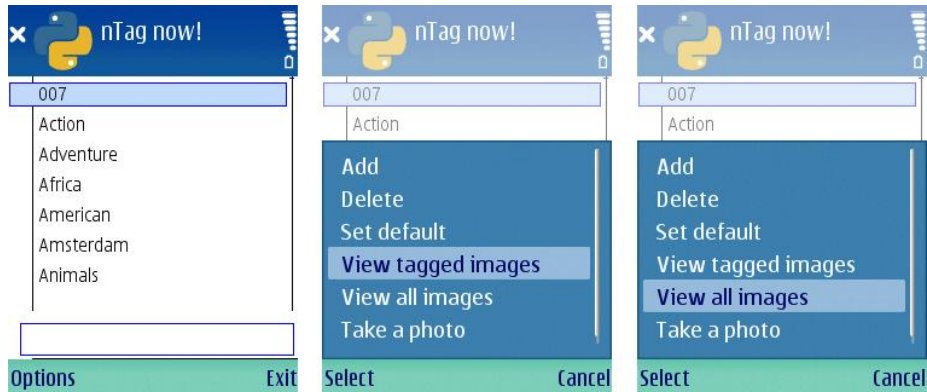 nTag now!
007
Action
Adventure
Africa
American
Amsterdam
Animals
Options Exit
nTag now!
007
Action
Add
Delete
Set default
View tagged images
View all images
Take a photo
Select Cancel
nTag now!
007
Action
Add
Delete
Set default
View tagged images
View all images
Take a photo
Select Cancel